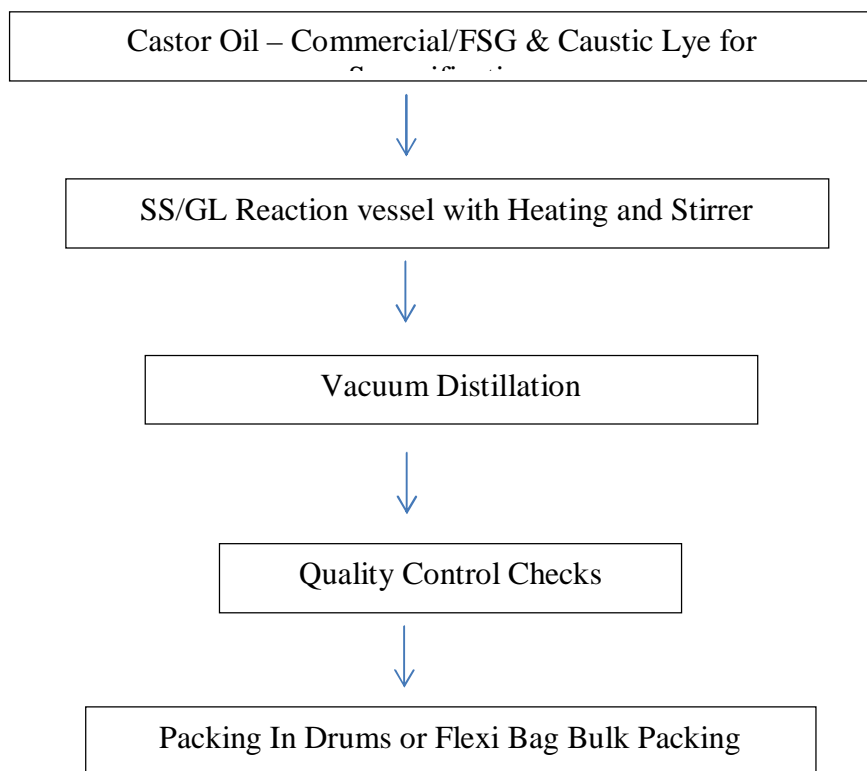 Castor Oil – Commercial/FSG & Caustic Lye for
SS/GL Reaction vessel with Heating and Stirrer
Vacuum Distillation
Quality Control Checks
Packing In Drums or Flexi Bag Bulk Packing